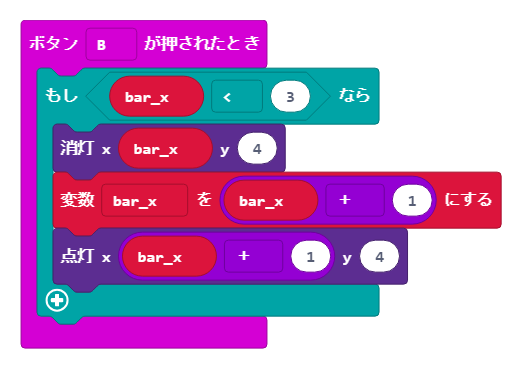 ボタン B が押されたとき
もし bar_x < 3 なら
消灯 x bar_x y 4
変数 bar_x を bar_x + 1 にする
点灯 x bar_x + 1 y 4